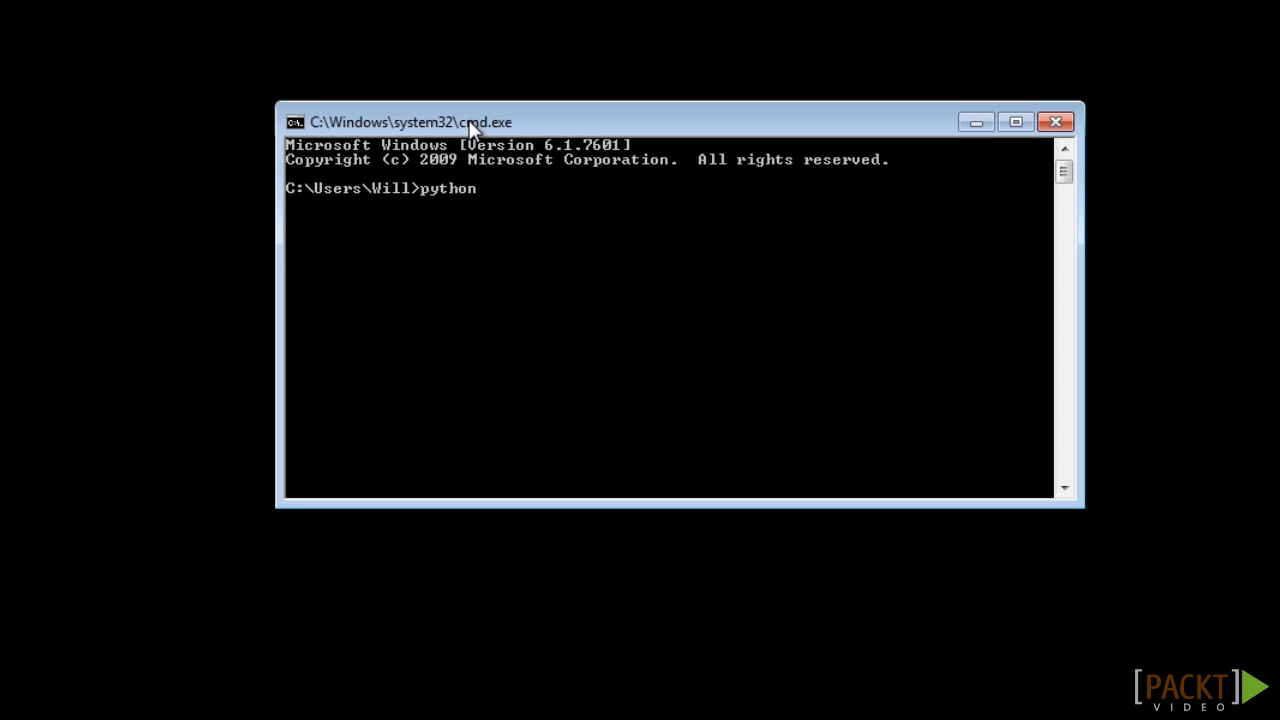 C:\Windows\system32\cmd.exe
Microsoft Windows [Version 6.1.7601]
Copyright (c) 2009 Microsoft Corporation.  All rights reserved.
C:\Users\Will>python
[PACKT]
VIDEO